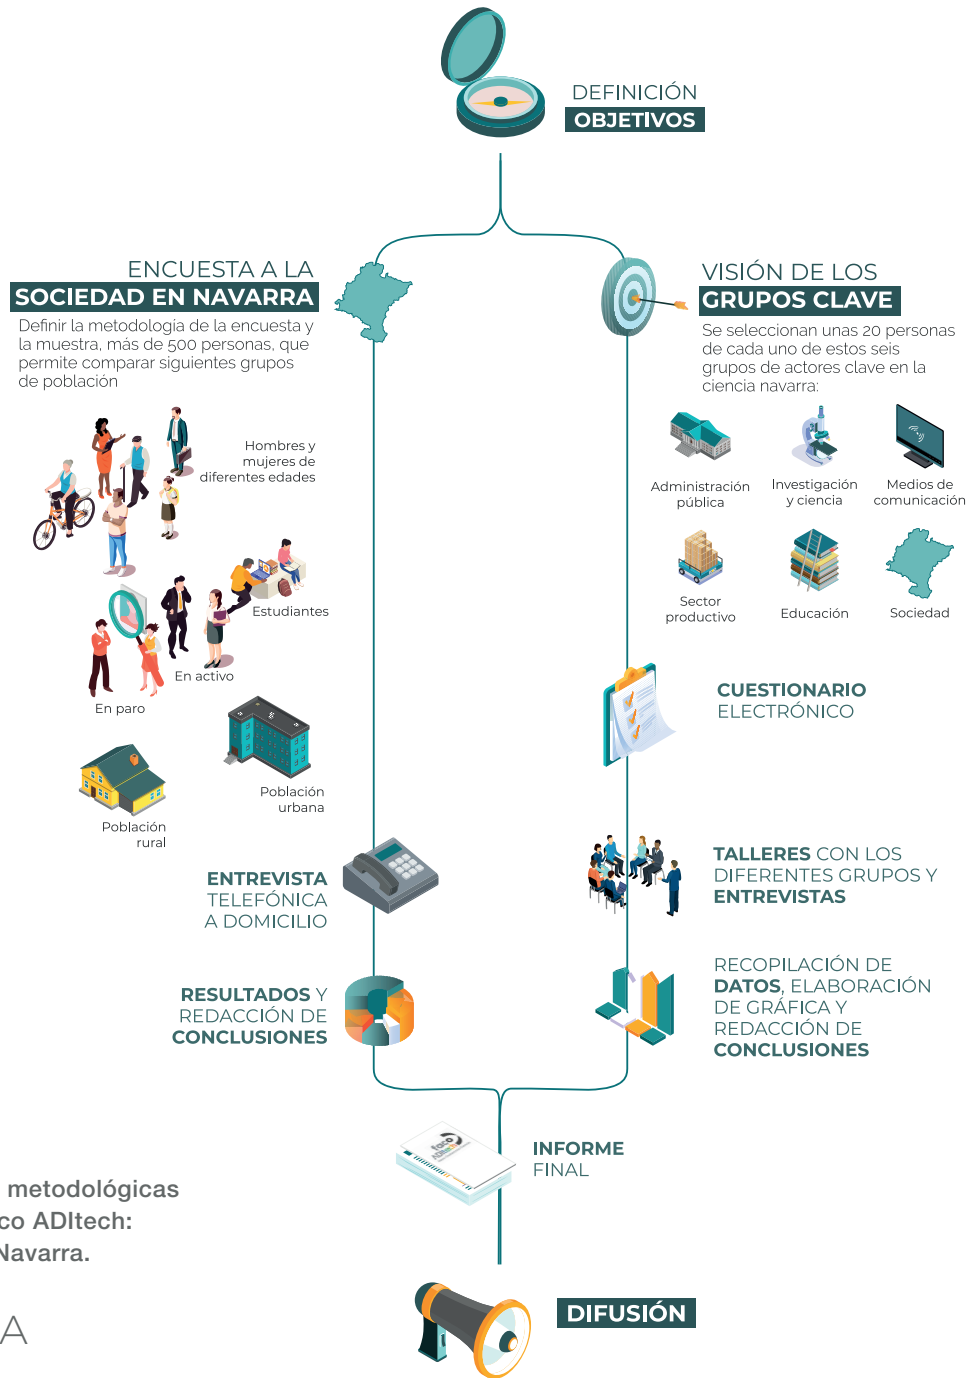 DEFINICIÓN
OBJETIVOS
ENCUESTA A LA
SOCIEDAD EN NAVARRA
Definir la metodología de la encuesta y
la muestra, más de 500 personas, que
permite comparar siguientes grupos
de población
Hombres y
mujeres de
diferentes edades
Estudiantes
En activo
En paro
Población
urbana
Población
rural
ENTREVISTA
TELEFÓNICA
A DOMICILIO
RESULTADOS Y
REDACCIÓN DE
CONCLUSIONES
VISIÓN DE LOS
GRUPOS CLAVE
Se seleccionan unas 20 personas
de cada uno de estos seis
grupos de actores clave en la
ciencia navarra:
Administración
pública
Investigación
y ciencia
Medios de
comunicación
Sector
productivo
Educación
Sociedad
CUESTIONARIO
ELECTRÓNICO
TALLERES CON LOS
DIFERENTES GRUPOS Y
ENTREVISTAS
RECOPILACIÓN DE
DATOS, ELABORACIÓN
DE GRÁFICA Y
REDACCIÓN DE
CONCLUSIONES
faco
ADItech
INFORME
FINAL
metodológicas
co ADItech:
Navarra.
A
DIFUSIÓN